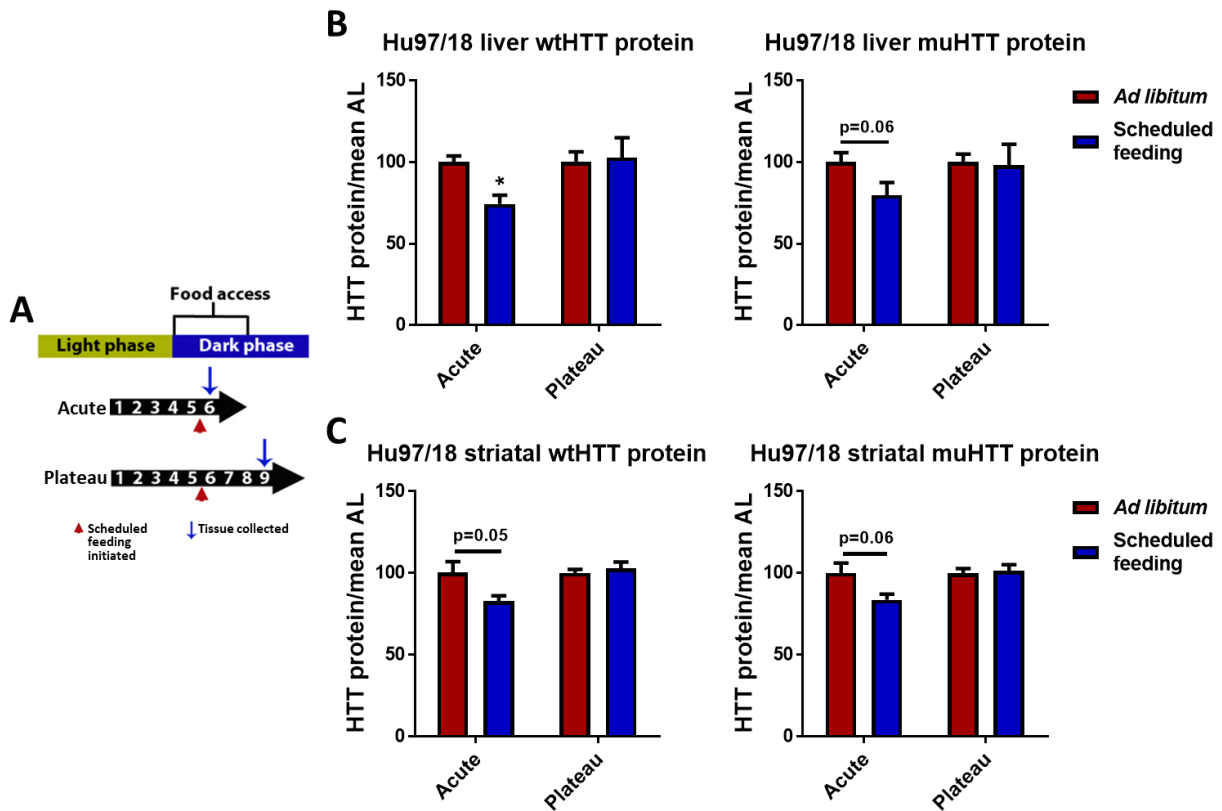 A
Food access
Light phase
Dark phase
Acute
1 2 3 4 5 6
Plateau
1 2 3 4 5 6 7 8 9
Scheduled
feeding
initiated
Tissue collected
B
Hu97/18 liver wtHTT protein
HTT protein/mean AL
150
100
50
0
*
Acute
Plateau
Hu97/18 liver muHTT protein
HTT protein/mean AL
150
100
50
0
p=0.06
Acute
Plateau
Ad libitum
Scheduled
feeding
C
Hu97/18 striatal wtHTT protein
HTT protein/mean AL
150
100
50
0
p=0.05
Acute
Plateau
Hu97/18 striatal muHTT protein
HTT protein/mean AL
150
100
50
0
p=0.06
Acute
Plateau
Ad libitum
Scheduled
feeding